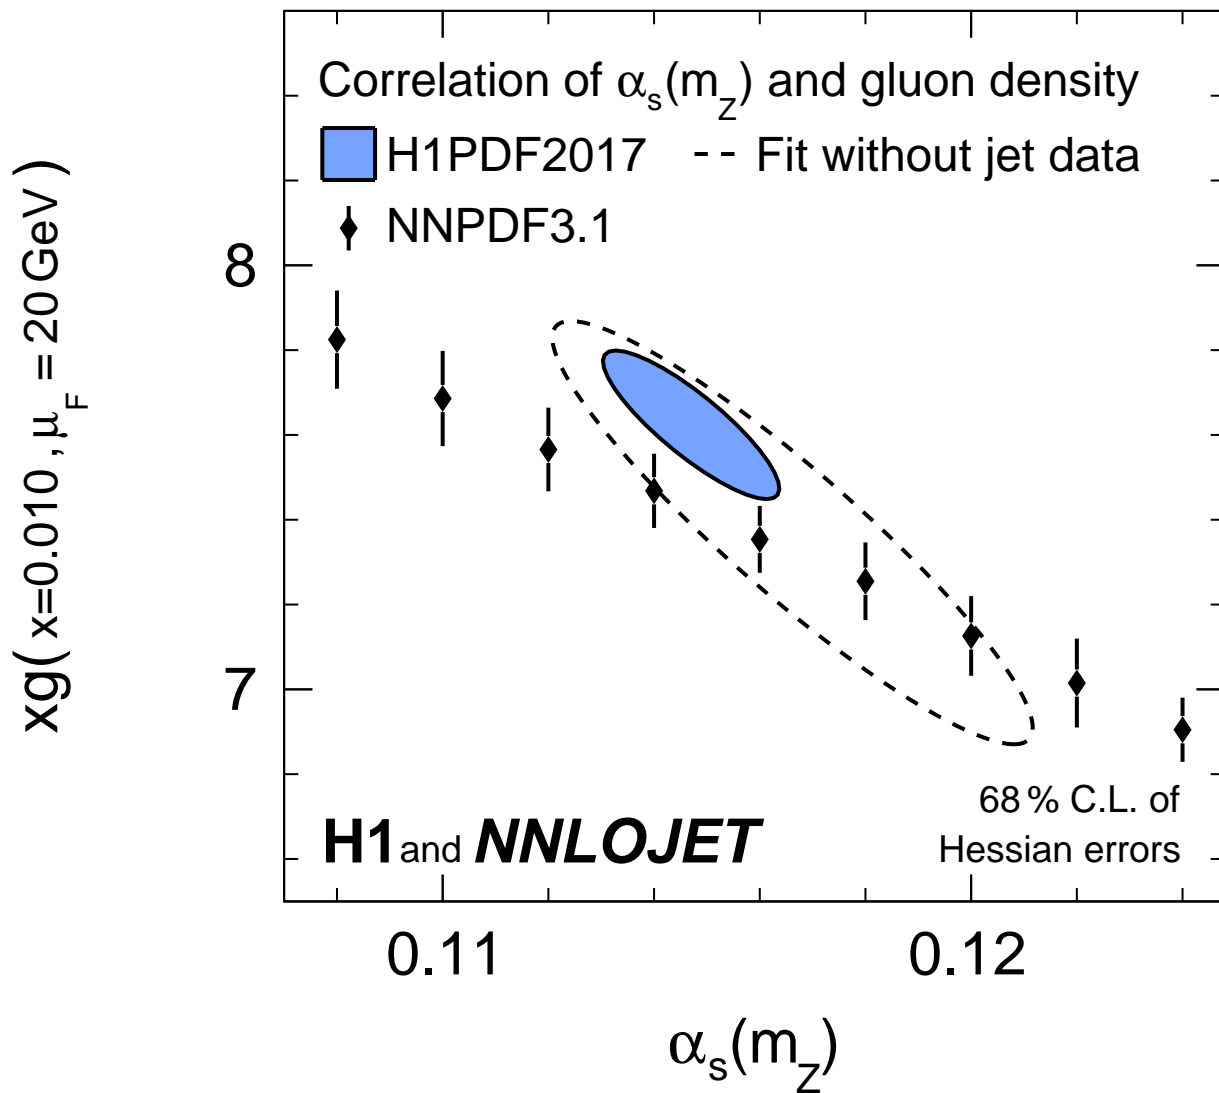 Correlation of αs(mZ) and gluon density
H1PDF2017 -- Fit without jet data
NNPDF3.1
xg( x=0.010 , μF = 20 GeV )
8
7
68 % C.L. of
Hessian errors
H1 and NNLOJET
0.11 0.12
αs(mZ)